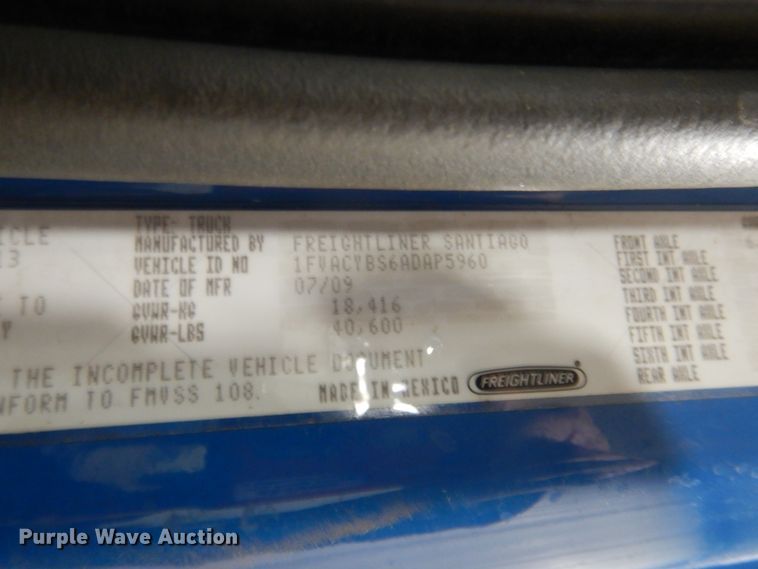 TYPE: TRUCK
ICLE MANUFACTURED BY FREIGHTLINER SANTIAGO FRONT AXLE
13 VEHICLE ID NO 1FVACYBS6ADAP5960 FIRST INT AXLE
DATE OF MFR 07/09 SECOND INT AXLE
E TO GVWR-KG 18,416 THIRD INT AXLE
Y GVWR-LBS 40,600 FOURTH INT AXLE
FIFTH INT AXLE
THE INCOMPLETE VEHICLE DOCUMENT SIXTH INT AXLE
NFORM TO FMVSS 108. MADE IN MEXICO FREIGHTLINER® REAR AXLE
Purple Wave Auction